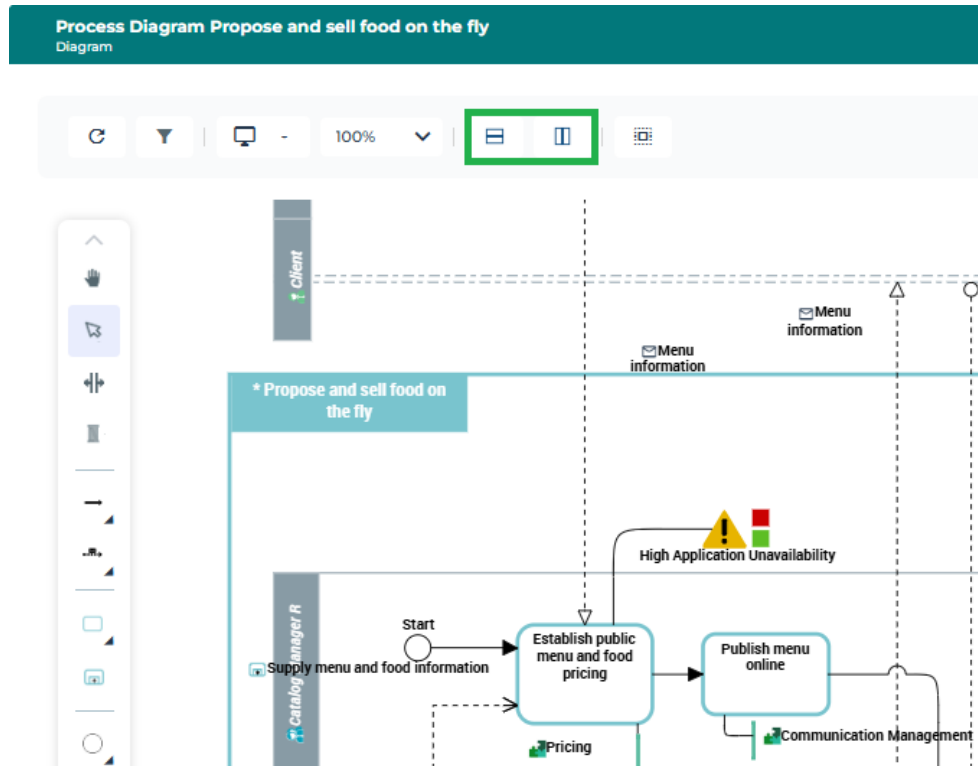 Process Diagram Propose and sell food on the fly
Diagram
-
100%
Client
Menu
information
Menu
information
* Propose and sell food on
the fly
High Application Unavailability
Catalog Manager R
Start
Supply menu and food information
Establish public
menu and food
pricing
Publish menu
online
Pricing
Communication Management